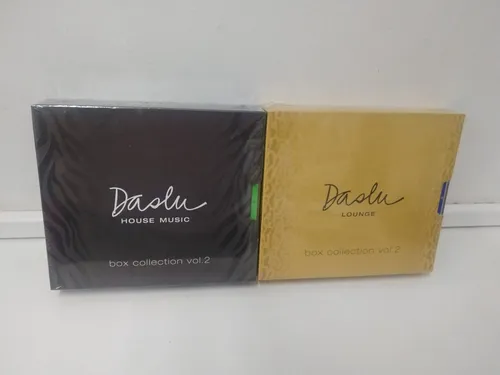 Daslu
HOUSE MUSIC
box collection vol.2
Daslu
LOUNGE
box collection vol.2